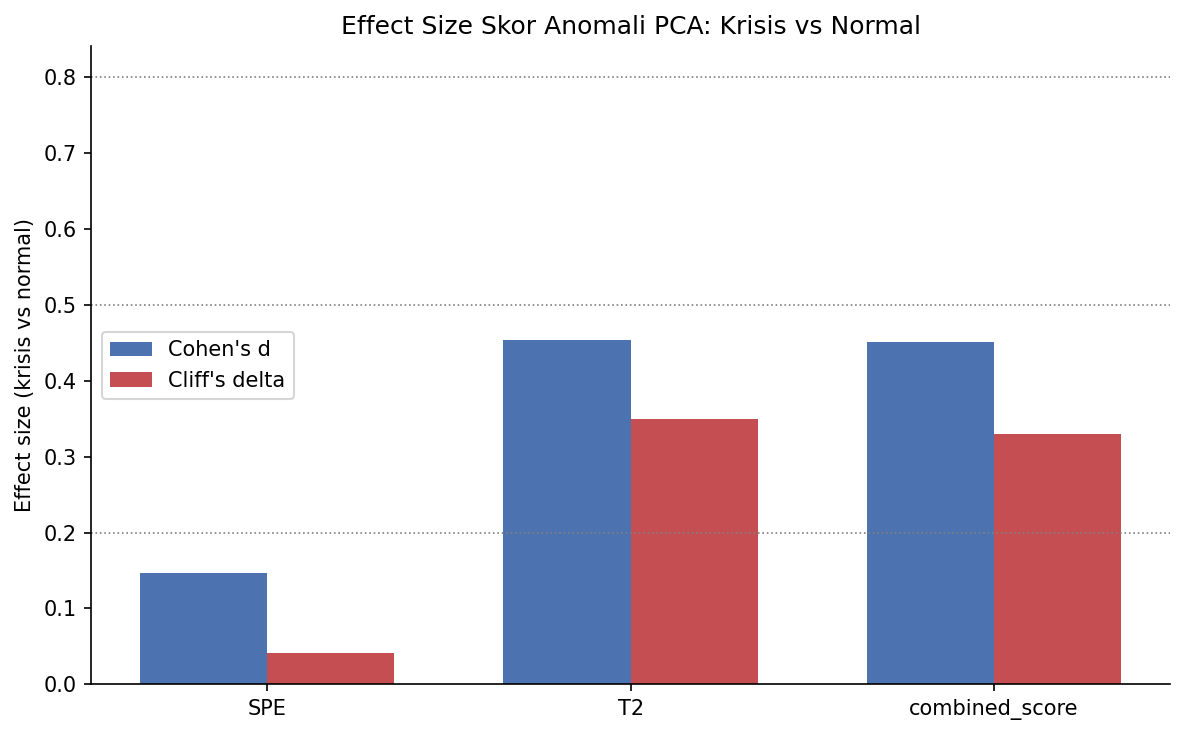 Effect Size Skor Anomali PCA: Krisis vs Normal
Effect size (krisis vs normal)
0.8
0.7
0.6
0.5
0.4
0.3
0.2
0.1
0.0
Cohen's d
Cliff's delta
SPE
T2
combined_score